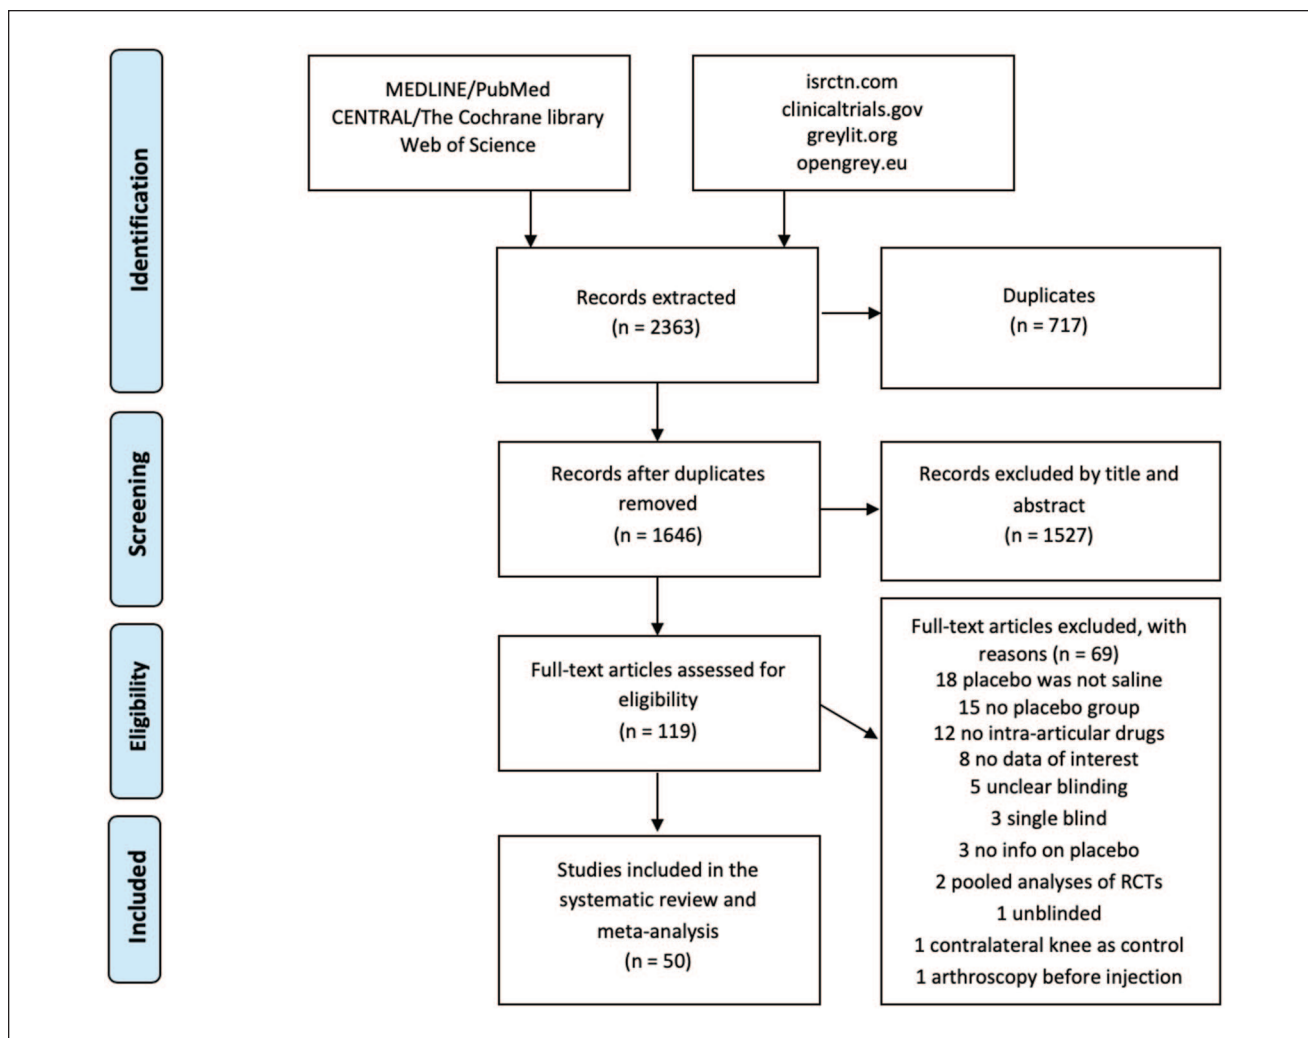 Identification
MEDLINE/PubMed
CENTRAL/The Cochrane library
Web of Science
isrctn.com
clinicaltrials.gov
greylit.org
opengrey.eu
Records extracted
(n = 2363)
Duplicates
(n = 717)
Screening
Records after duplicates
removed
(n = 1646)
Records excluded by title and
abstract
(n = 1527)
Eligibility
Full-text articles assessed for
eligibility
(n = 119)
Full-text articles excluded, with
reasons (n = 69)
18 placebo was not saline
15 no placebo group
12 no intra-articular drugs
8 no data of interest
5 unclear blinding
3 single blind
3 no info on placebo
2 pooled analyses of RCTs
1 unblinded
1 contralateral knee as control
1 arthroscopy before injection
Included
Studies included in the
systematic review and
meta-analysis
(n = 50)